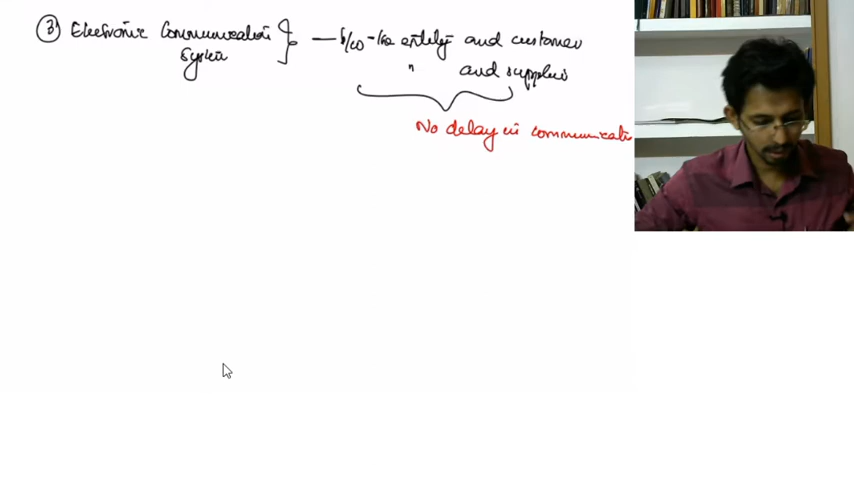 ③ Electronic Communication } — b/w the entity and customer
System " and suppliers
No delay in communicati